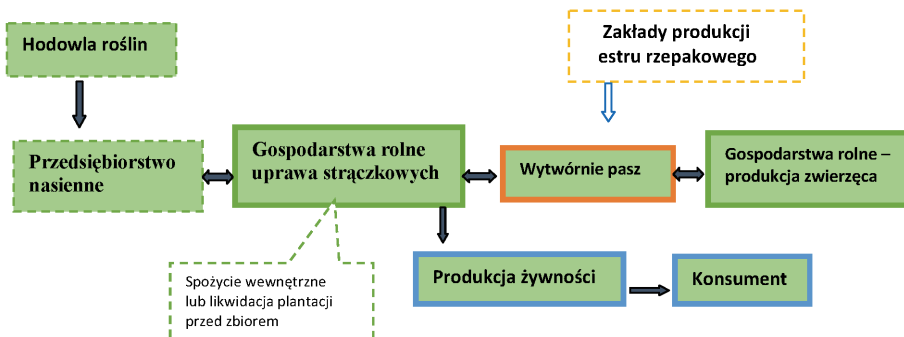 Hodowla roślin
Zakłady produkcji
estru rzepakowego
Przedsiębiorstwo
nasienne
Gospodarstwa rolne
uprawa strączkowych
Wytwórnie pasz
Gospodarstwa rolne –
produkcja zwierzęca
Spożycie wewnętrzne
lub likwidacja plantacji
przed zbiorem
Produkcja żywności
Konsument